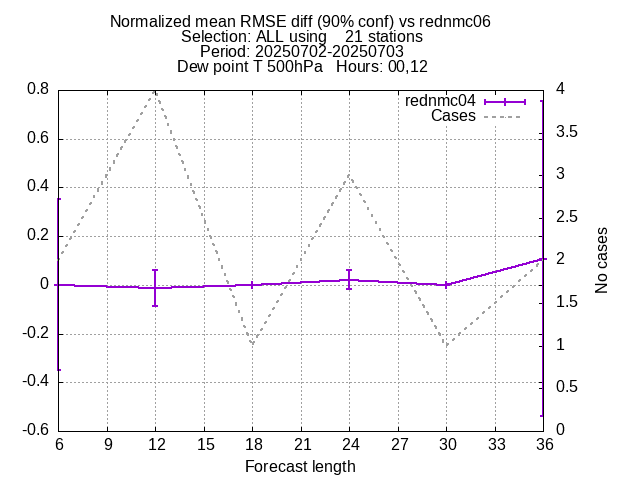 Normalized mean RMSE diff (90% conf) vs rednmc06
Selection: ALL using    21 stations
Period: 20250702-20250703
Dew point T 500hPa   Hours: 00,12
rednmc04
Cases
0.8
0.6
0.4
0.2
0
-0.2
-0.4
-0.6
4
3.5
3
2.5
2
1.5
1
0.5
0
No cases
6 9 12 15 18 21 24 27 30 33 36
Forecast length